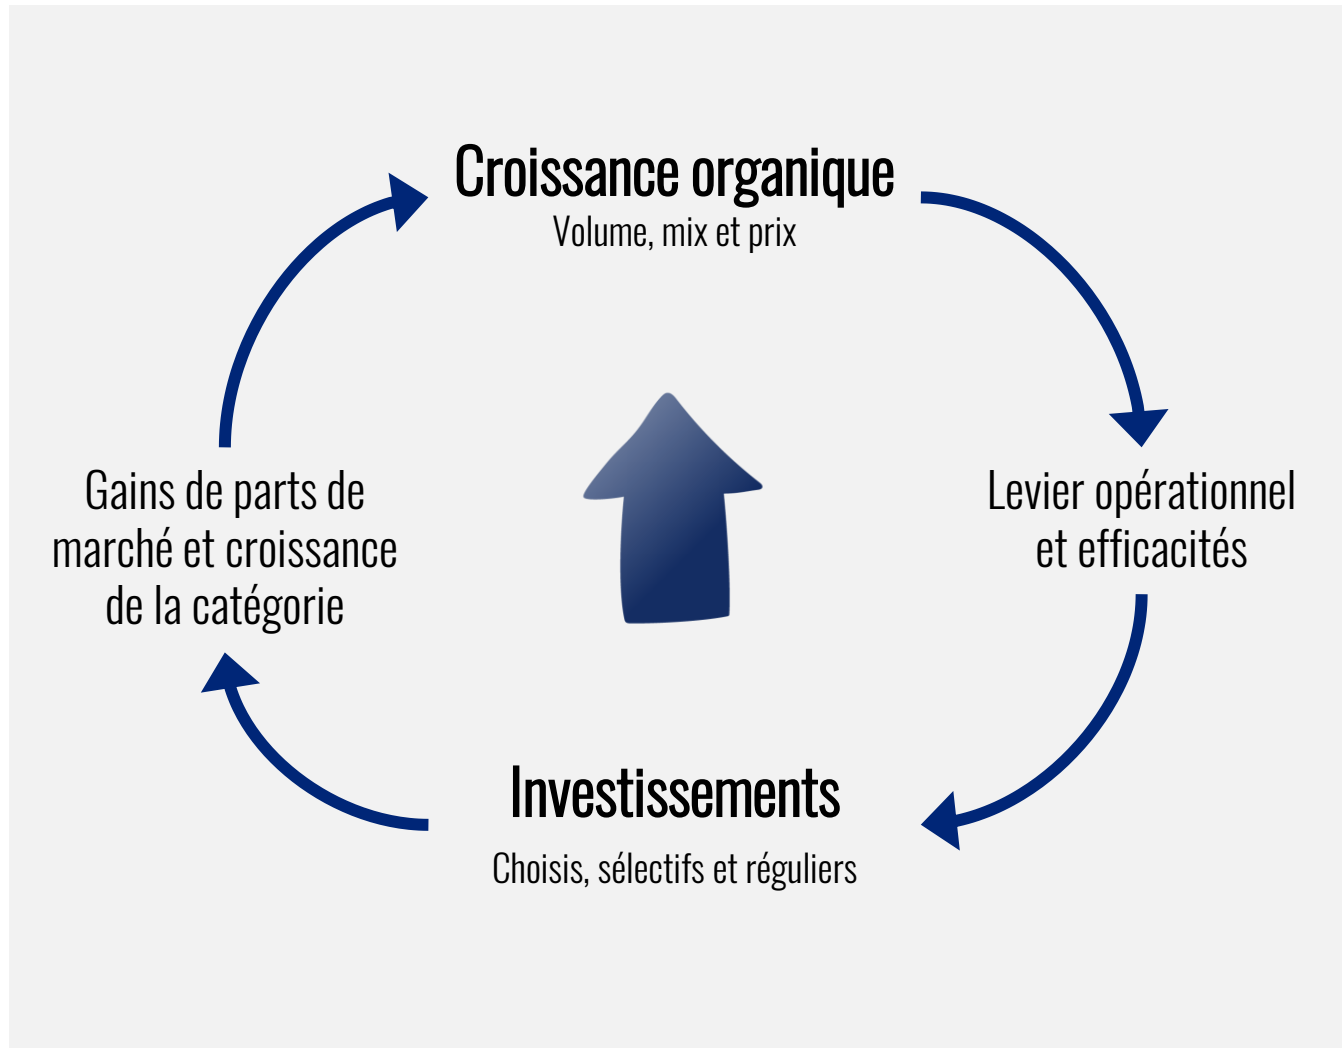 Croissance organique
Volume, mix et prix
Gains de parts de
marché et croissance
de la catégorie
Levier opérationnel
et efficacités
Investissements
Choisis, sélectifs et réguliers